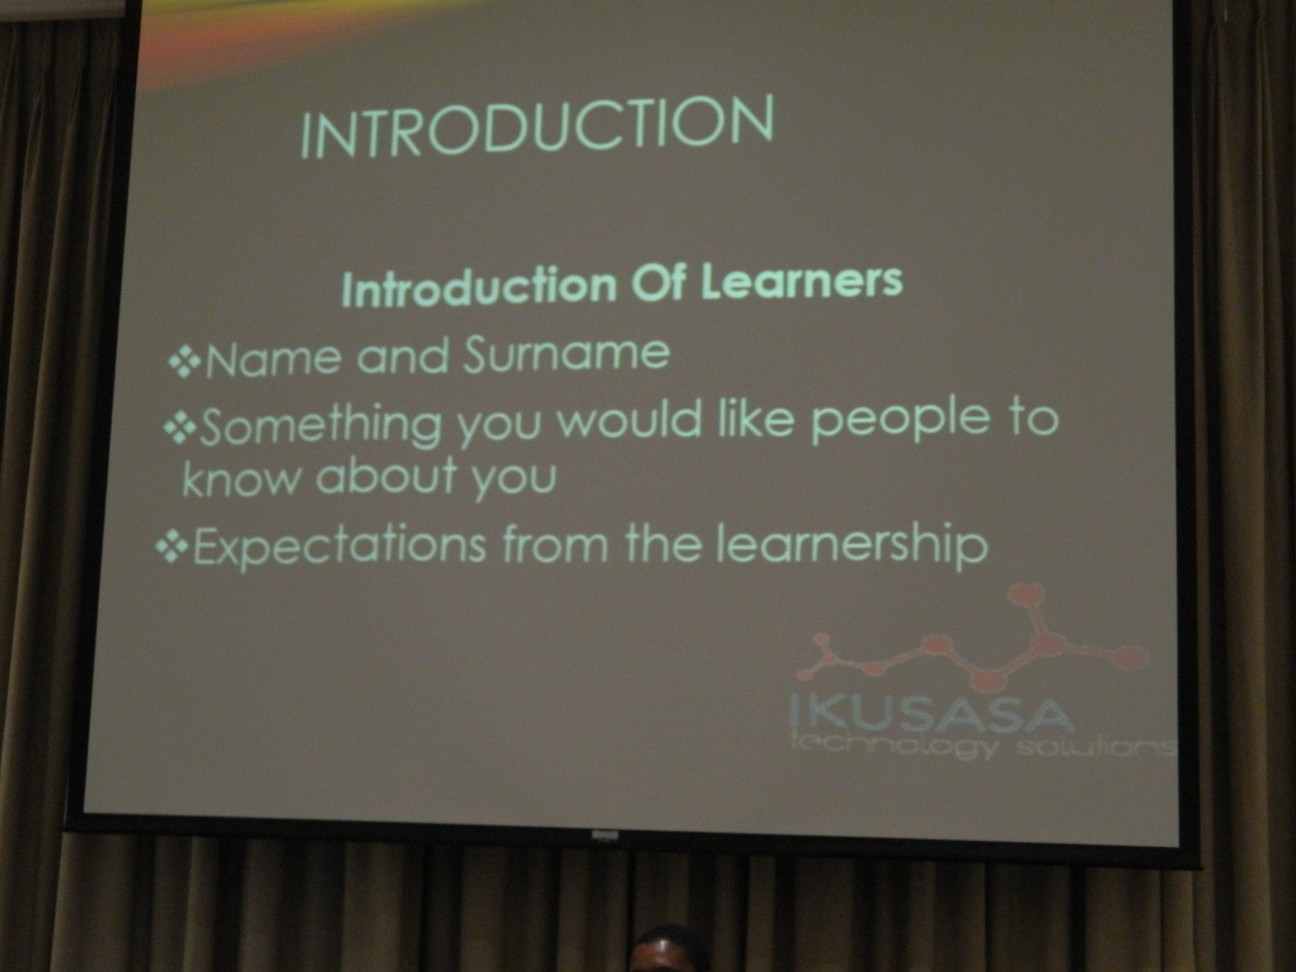 INTRODUCTION
Introduction Of Learners
❖Name and Surname
❖Something you would like people to
know about you
❖Expectations from the learnership
IKUSASA
technology solutions